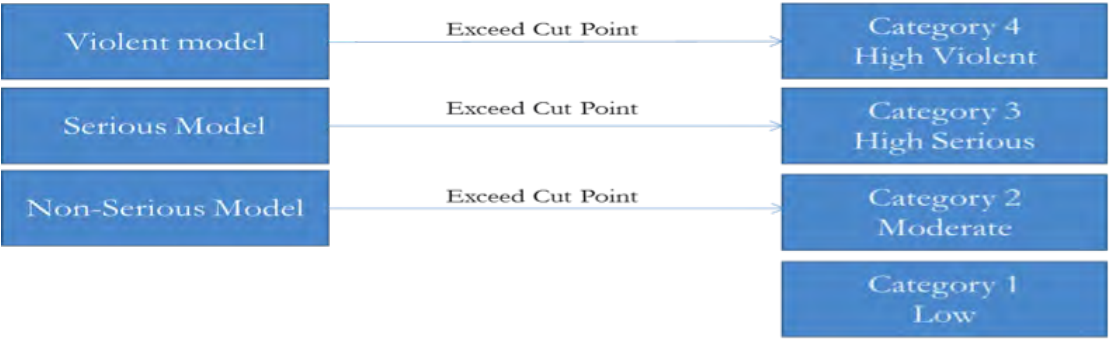 Violent model
Exceed Cut Point
Category 4
High Violent
Serious Model
Exceed Cut Point
Category 3
High Serious
Non-Serious Model
Exceed Cut Point
Category 2
Moderate
Category 1
Low